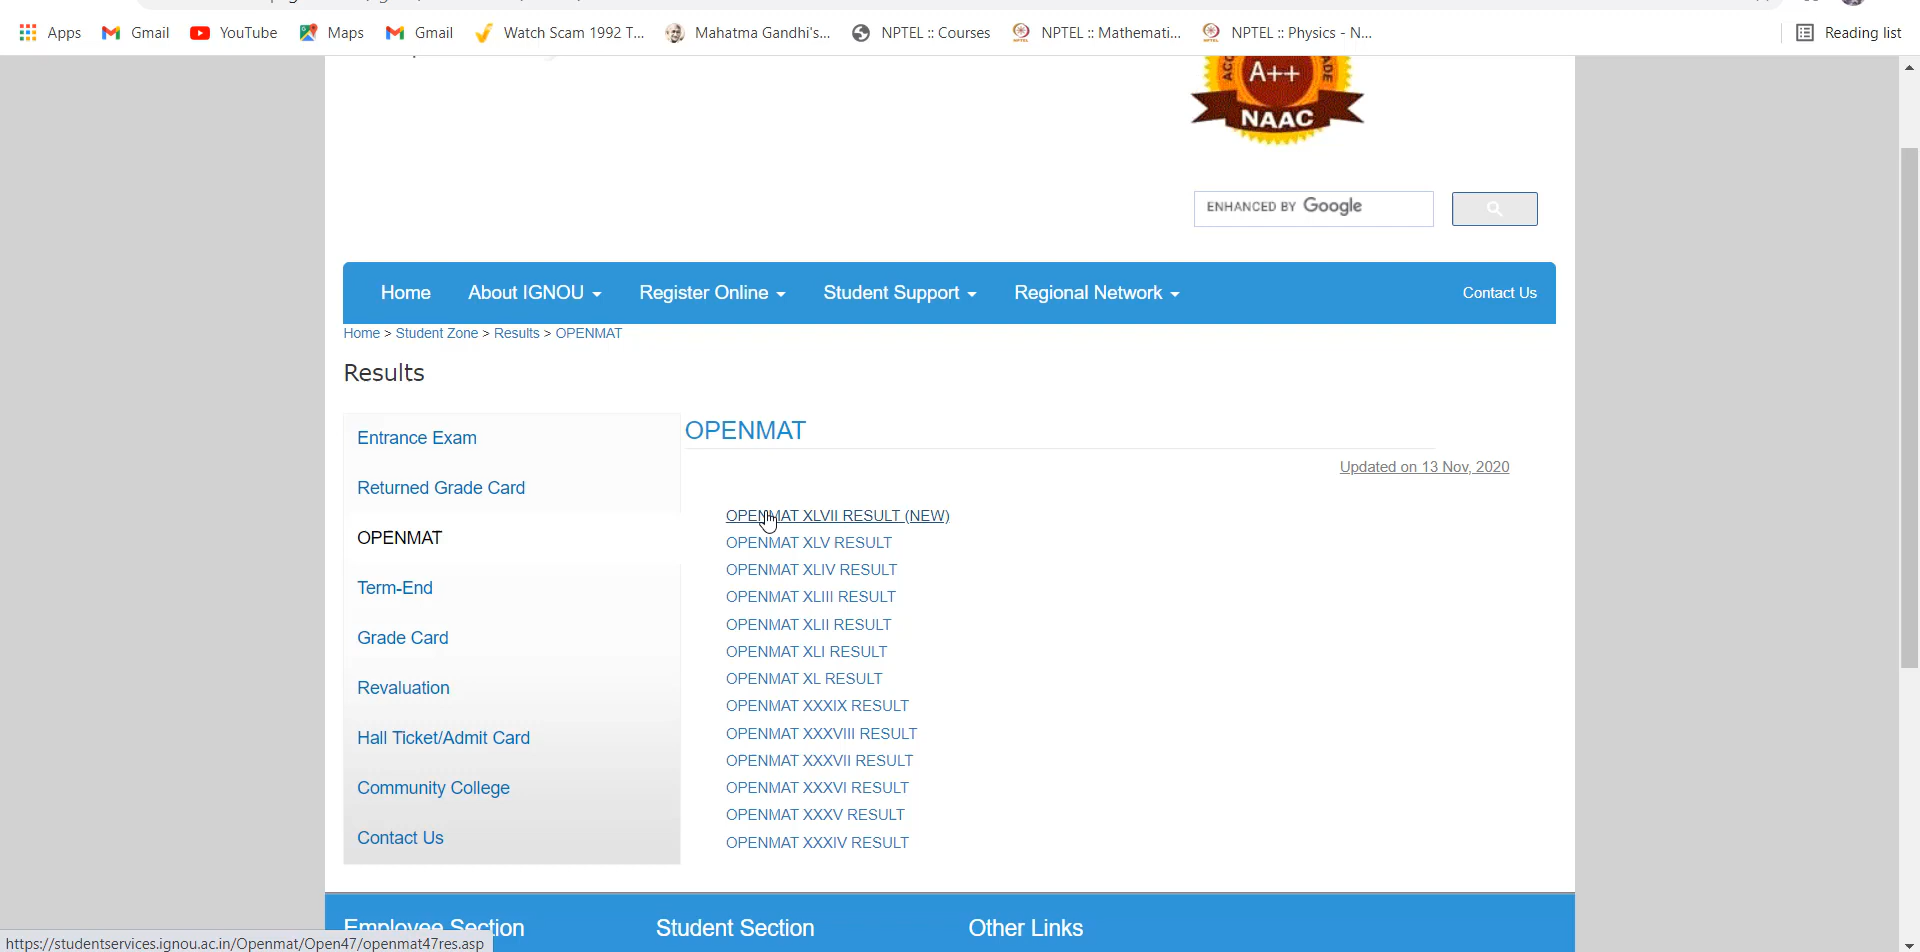 Apps Gmail YouTube Maps Gmail Watch Scam 1992 T... Mahatma Gandhi's... NPTEL :: Courses NPTEL :: Mathemati... NPTEL :: Physics - N... Reading list
A++
NAAC
ENHANCED BY Google
Home About IGNOU Register Online Student Support Regional Network Contact Us
Home > Student Zone > Results > OPENMAT
Results
Entrance Exam
Returned Grade Card
OPENMAT
Term-End
Grade Card
Revaluation
Hall Ticket/Admit Card
Community College
Contact Us
OPENMAT
Updated on 13 Nov, 2020
OPENMAT XLVII RESULT (NEW)
OPENMAT XLV RESULT
OPENMAT XLIV RESULT
OPENMAT XLIII RESULT
OPENMAT XLII RESULT
OPENMAT XLI RESULT
OPENMAT XL RESULT
OPENMAT XXXIX RESULT
OPENMAT XXXVIII RESULT
OPENMAT XXXVII RESULT
OPENMAT XXXVI RESULT
OPENMAT XXXV RESULT
OPENMAT XXXIV RESULT
Employee Section Student Section Other Links
https://studentservices.ignou.ac.in/Openmat/Open47/openmat47res.asp